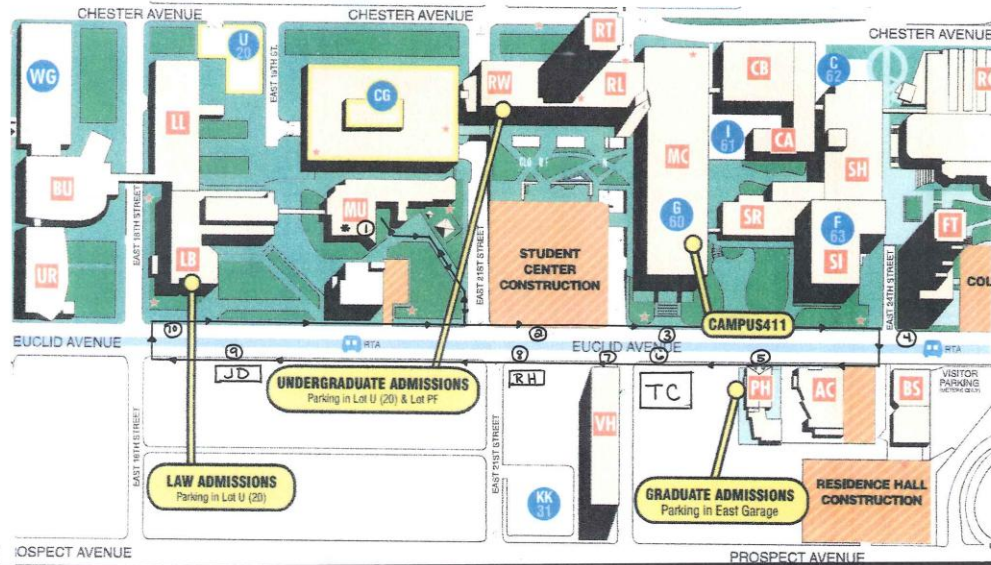 CHESTER AVENUE
CHESTER AVENUE
CHESTER AVENUE
U
20
EAST 19TH ST.
WG
LL
CG
RW
RT
RL
CB
C
62
I
61
CA
MC
SH
BU
EAST 18TH STREET
MU
* 1
EAST 21ST STREET
G
60
SR
F
63
SI
FT
UR
LB
STUDENT
CENTER
CONSTRUCTION
EAST 24TH STREET
COL
10
2
3
CAMPUS411
4
EUCLID AVENUE
RTA
EUCLID AVENUE
RTA
9
8
7
6
5
JD
RH
TC
UNDERGRADUATE ADMISSIONS
Parking in Lot U (20) & Lot PF
VH
PH
AC
BS
VISITOR
PARKING
EAST 18TH STREET
EAST 21ST STREET
LAW ADMISSIONS
Parking in Lot U (20)
KK
31
GRADUATE ADMISSIONS
Parking in East Garage
RESIDENCE HALL
CONSTRUCTION
OSPECT AVENUE
PROSPECT AVENUE